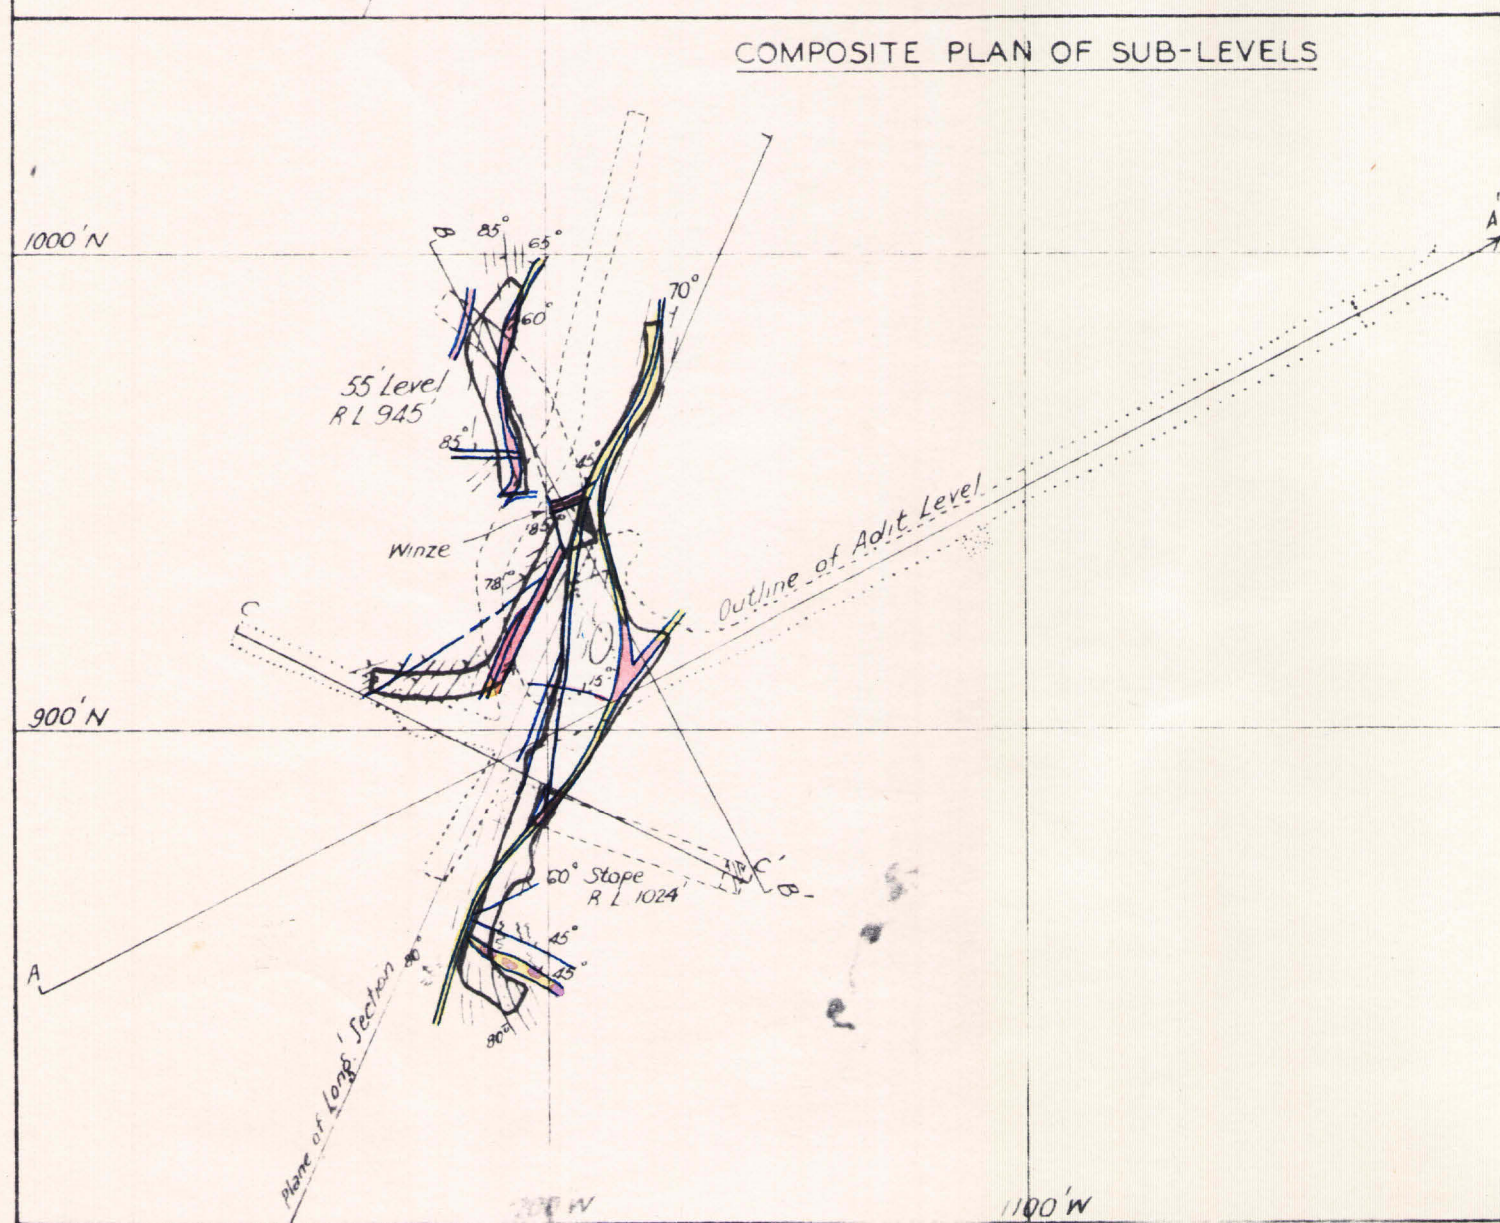 COMPOSITE PLAN OF SUB-LEVELS
1000'N
B
85°
65°
A'
70°
60°
55' Level
R L 945'
85°
45°
85°
Winze
78°
Outline of Adit Level
C
15°
900'N
60° Stope
R L 1024'
C'
B'
A
80°
45°
45°
80°
Plane of Long' Section
1100'W